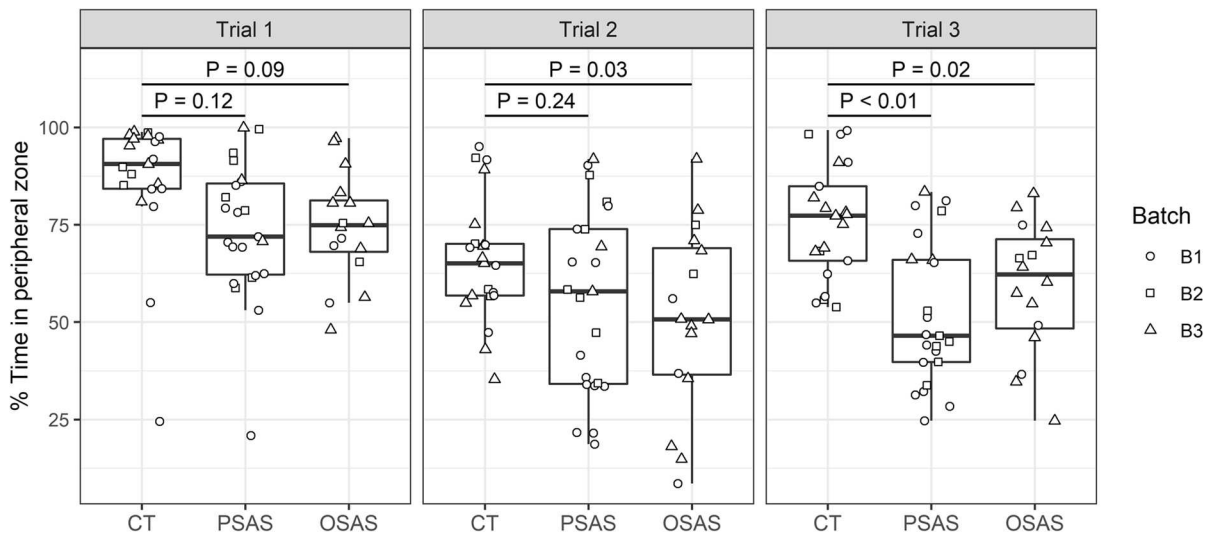 Trial 1
Trial 2
Trial 3
P = 0.09
P = 0.12
P = 0.03
P = 0.24
P = 0.02
P < 0.01
% Time in peripheral zone
100
75
50
25
CT
PSAS
OSAS
CT
PSAS
OSAS
CT
PSAS
OSAS
Batch
B1
B2
B3